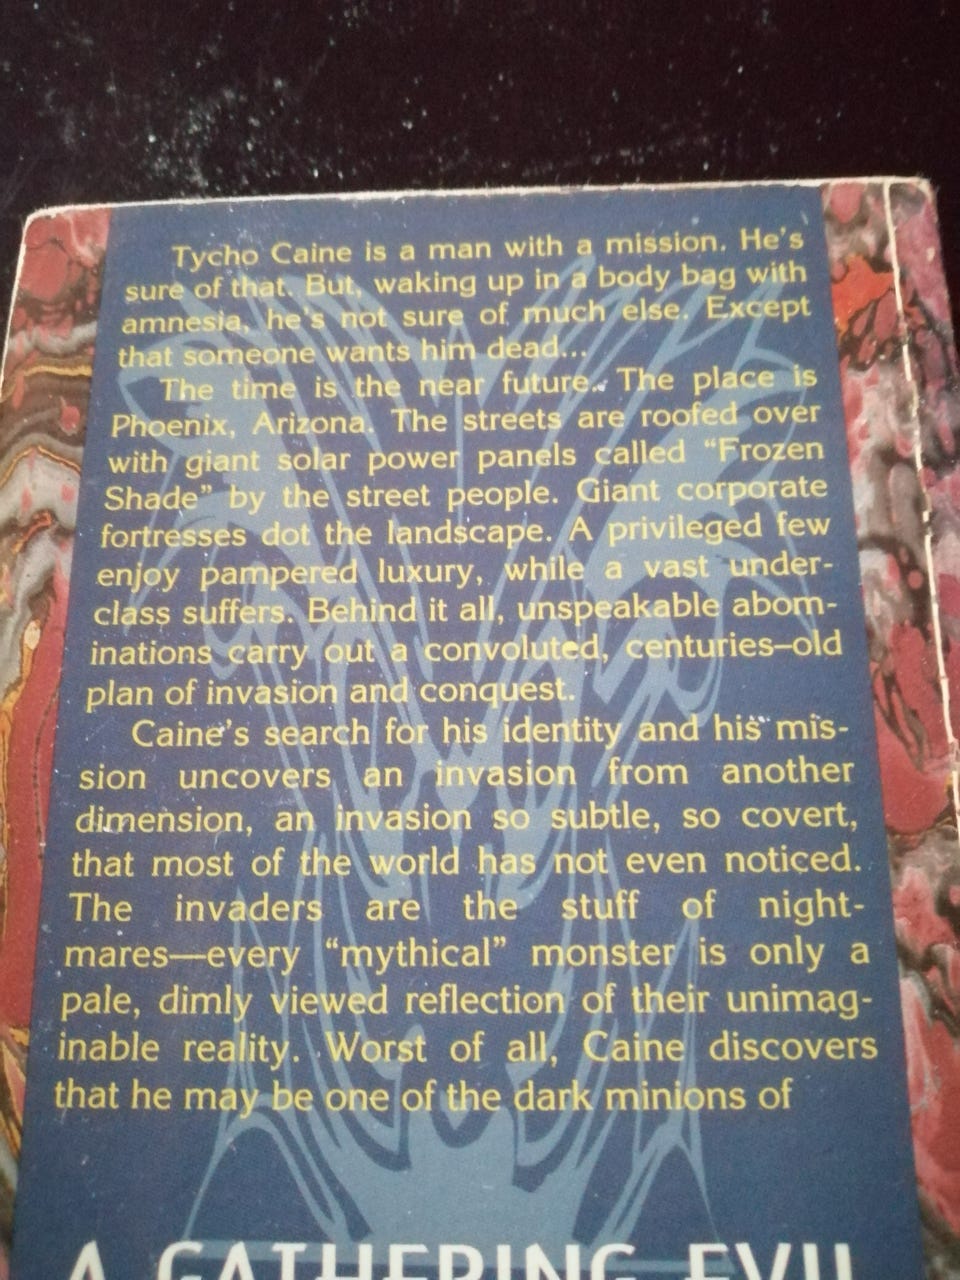 Tycho Caine is a man with a mission. He's
sure of that. But, waking up in a body bag with
amnesia, he's not sure of much else. Except
that someone wants him dead...
The time is the near future. The place is
Phoenix, Arizona. The streets are roofed over
with giant solar power panels called “Frozen
Shade” by the street people. Giant corporate
fortresses dot the landscape. A privileged few
enjoy pampered luxury, while a vast under-
class suffers. Behind it all, unspeakable abom-
inations carry out a convoluted, centuries–old
plan of invasion and conquest.
Caine's search for his identity and his mis-
sion uncovers an invasion from another
dimension, an invasion so subtle, so covert,
that most of the world has not even noticed.
The invaders are the stuff of night-
mares—every “mythical” monster is only a
pale, dimly viewed reflection of their unimag-
inable reality. Worst of all, Caine discovers
that he may be one of the dark minions of
A GATHERING EVIL